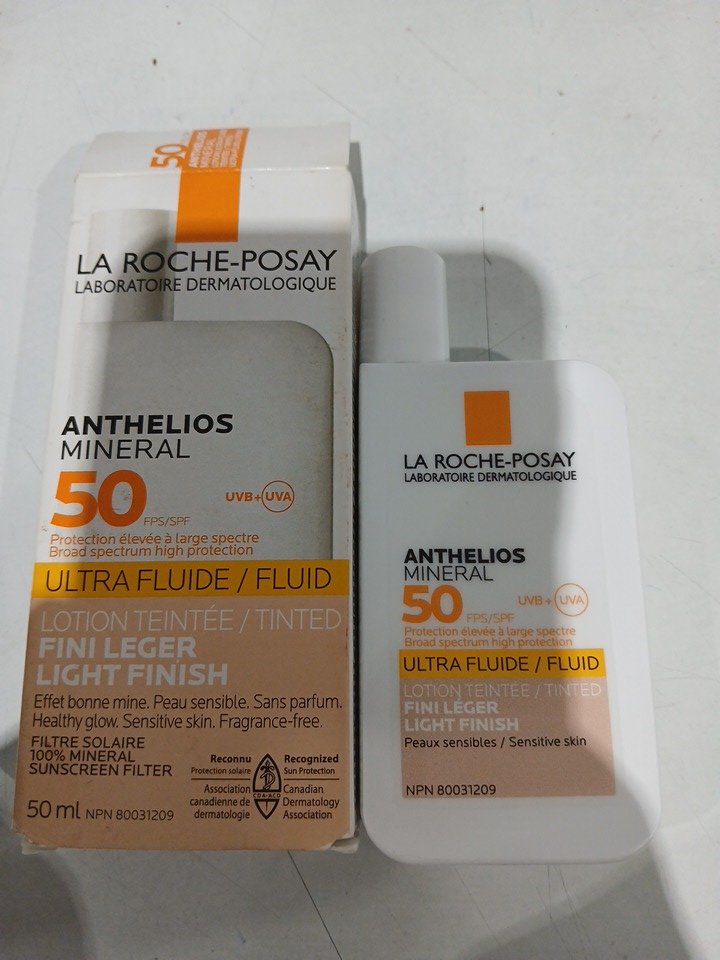 50
ANTHELIOS
MINERAL
LA ROCHE-POSAY
LABORATOIRE DERMATOLOGIQUE
ANTHELIOS
MINERAL
50
FPS/SPF
UVB+UVA
Protection élevée à large spectre
Broad spectrum high protection
ULTRA FLUIDE / FLUID
LOTION TEINTÉE / TINTED
FINI LEGER
LIGHT FINISH
Effet bonne mine. Peau sensible. Sans parfum.
Healthy glow. Sensitive skin. Fragrance-free.
FILTRE SOLAIRE
100% MINERAL
SUNSCREEN FILTER
50 ml NPN 80031209
Reconnu
Protection solaire
Association
canadienne de
dermatologie
CDA-ACD
Recognized
Sun Protection
Canadian
Dermatology
Association
LA ROCHE-POSAY
LABORATOIRE DERMATOLOGIQUE
ANTHELIOS
MINERAL
50
FPS/SPF
UVB + UVA
Protection élevée à large spectre
Broad spectrum high protection
ULTRA FLUIDE / FLUID
LOTION TEINTÉE / TINTED
FINI LÉGER
LIGHT FINISH
Peaux sensibles / Sensitive skin
NPN 80031209